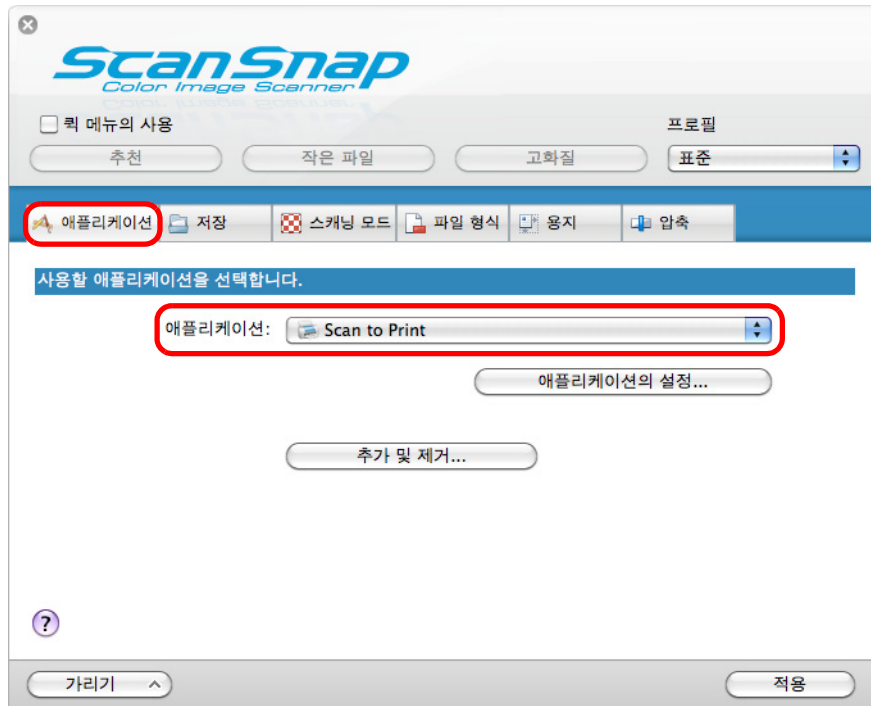 ScanSnap
Color Image Scanner
퀵 메뉴의 사용
프로필
추천 작은 파일 고화질 표준
애플리케이션 저장 스캐닝 모드 파일 형식 용지 압축
사용할 애플리케이션을 선택합니다.
애플리케이션: Scan to Print
애플리케이션의 설정...
추가 및 제거...
?
가리기 적용